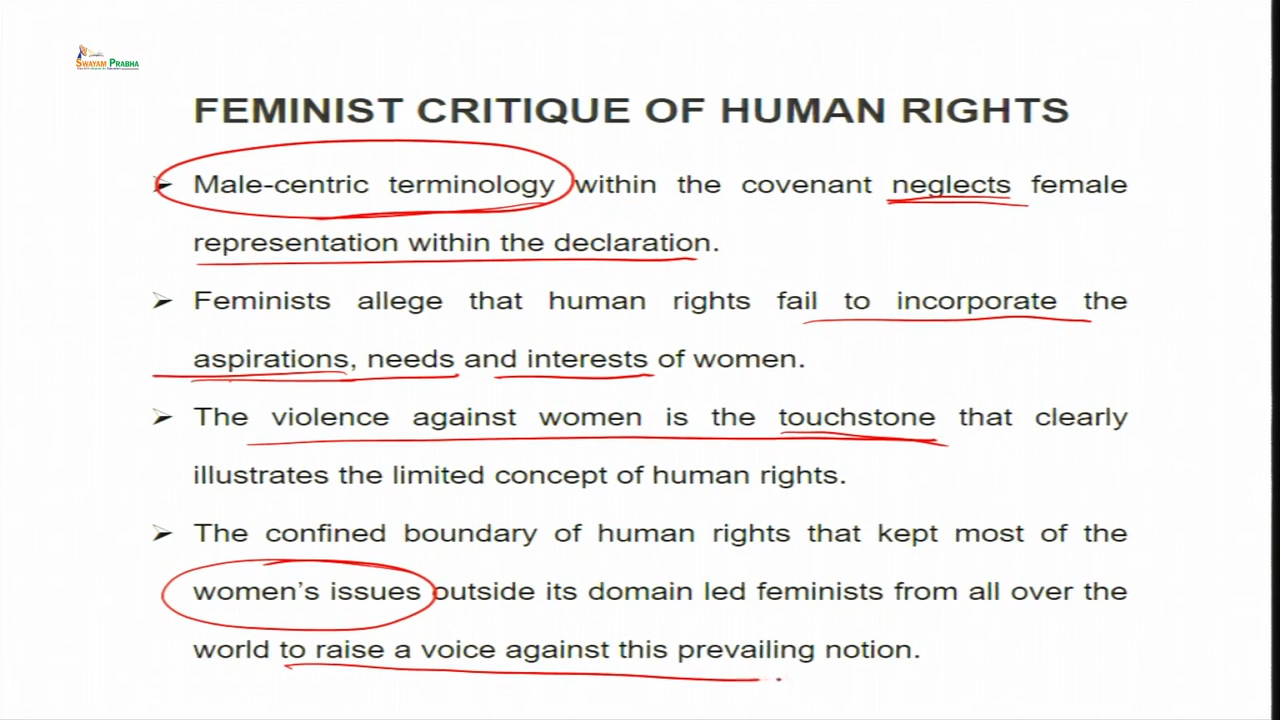 SWAYAM PRABHA
FEMINIST CRITIQUE OF HUMAN RIGHTS
➢ Male-centric terminology within the covenant neglects female
representation within the declaration.
➢ Feminists allege that human rights fail to incorporate the
aspirations, needs and interests of women.
➢ The violence against women is the touchstone that clearly
illustrates the limited concept of human rights.
➢ The confined boundary of human rights that kept most of the
women's issues outside its domain led feminists from all over the
world to raise a voice against this prevailing notion.